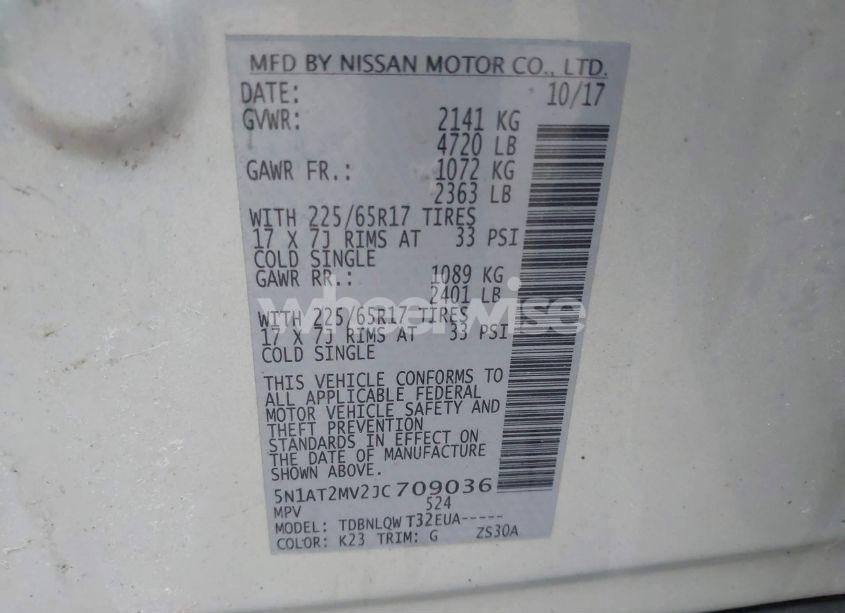 MFD BY NISSAN MOTOR CO., LTD.
DATE: 10/17
GVWR: 2141 KG
4720 LB
GAWR FR.: 1072 KG
2363 LB
WITH 225/65R17 TIRES
17 X 7J RIMS AT 33 PSI
COLD SINGLE
GAWR RR.: 1089 KG
2401 LB
wheelwise
WITH 225/65R17 TIRES
17 X 7J RIMS AT 33 PSI
COLD SINGLE
THIS VEHICLE CONFORMS TO
ALL APPLICABLE FEDERAL
MOTOR VEHICLE SAFETY AND
THEFT PREVENTION
STANDARDS IN EFFECT ON
THE DATE OF MANUFACTURE
SHOWN ABOVE.
5N1AT2MV2JC709036
MPV 524
MODEL: TDBNLQW T32EUA-----
COLOR: K23 TRIM: G ZS30A